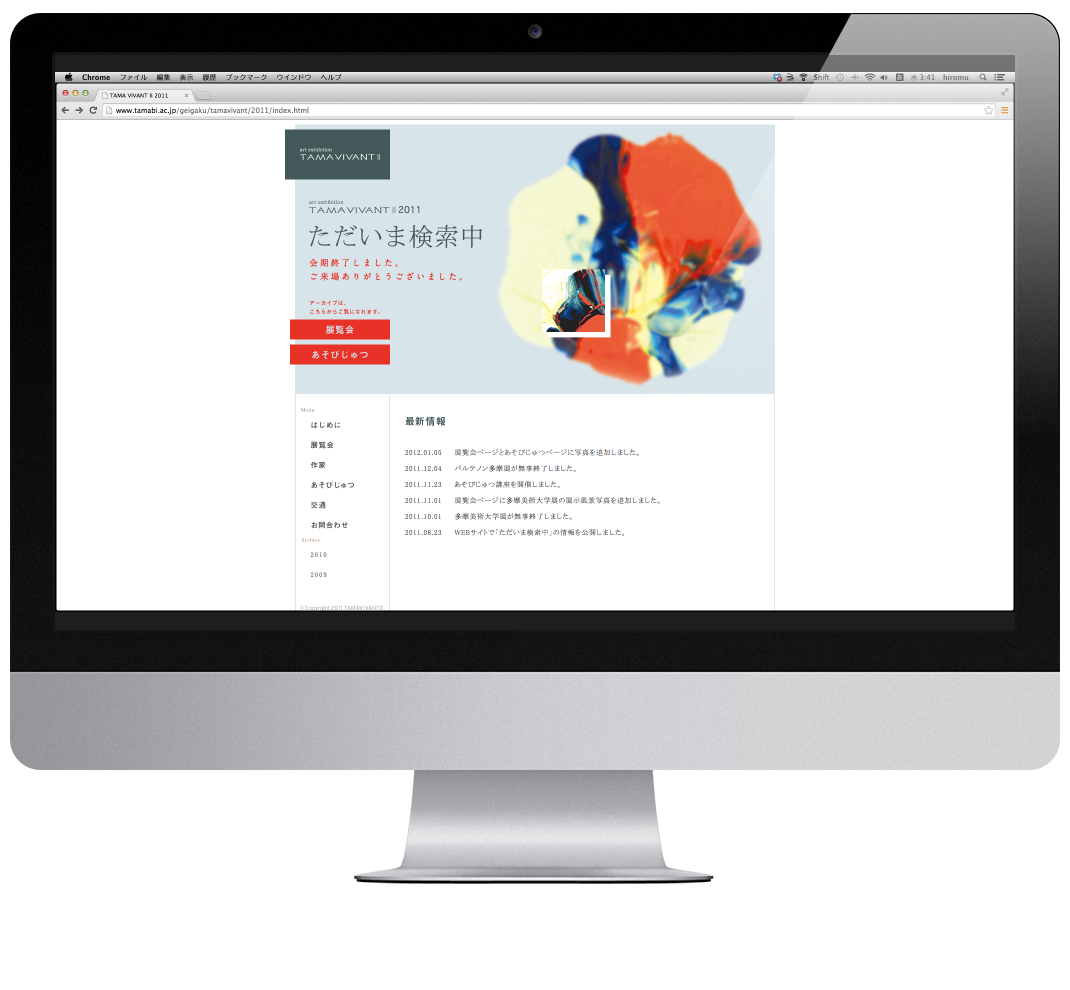 Chrome ファイル 編集 表示 履歴 ブックマーク ウインドウ ヘルプ Shift 水 3:41 hiromu
TAMA VIVANT II 2011
www.tamabi.ac.jp/geigaku/tamavivant/2011/index.html
art exhibition
TAMAVIVANT II
art exhibition
TAMAVIVANT II 2011
ただいま検索中
会期終了しました。
ご来場ありがとうございました。
アーカイブは、
こちらからご覧になれます。
展覧会
あそびじゅつ
Menu
はじめに
展覧会
作家
あそびじゅつ
交通
お問合わせ
Archive
2010
2009
©Copyright 2011 TAMAVIVANTII
最新情報
2012.01.05 展覧会ページとあそびじゅつページに写真を追加しました。
2011.12.04 パルテノン多摩展が無事終了しました。
2011.11.23 あそびじゅつ講座を開催しました。
2011.11.01 展覧会ページに多摩美術大学展の展示風景写真を追加しました。
2011.10.01 多摩美術大学展が無事終了しました。
2011.08.23 WEBサイトで「ただいま検索中」の情報を公開しました。